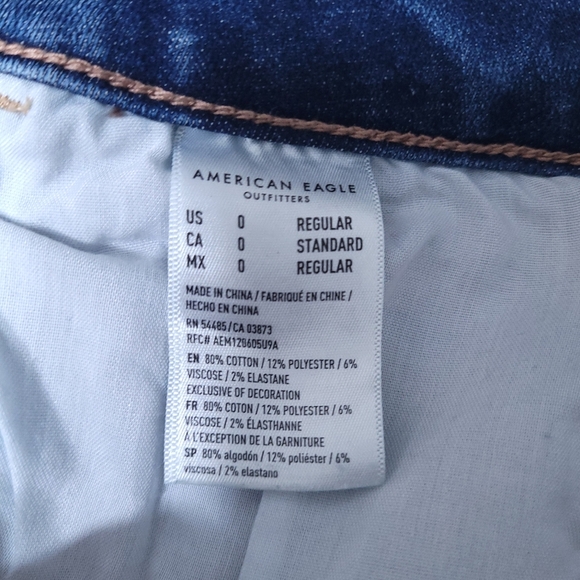 AMERICAN EAGLE
OUTFITTERS
US 0 REGULAR
CA 0 STANDARD
MX 0 REGULAR
MADE IN CHINA / FABRIQUÉ EN CHINE /
HECHO EN CHINA
RN 54485/CA 03873
RFC# AEM120605U9A
EN 80% COTTON / 12% POLYESTER / 6%
VISCOSE / 2% ELASTANE
EXCLUSIVE OF DECORATION
FR 80% COTON / 12% POLYESTER / 6%
VISCOSE / 2% ÉLASTHANNE
À L'EXCEPTION DE LA GARNITURE
SP 80% algodón / 12% poliéster / 6%
viscosa / 2% elastano